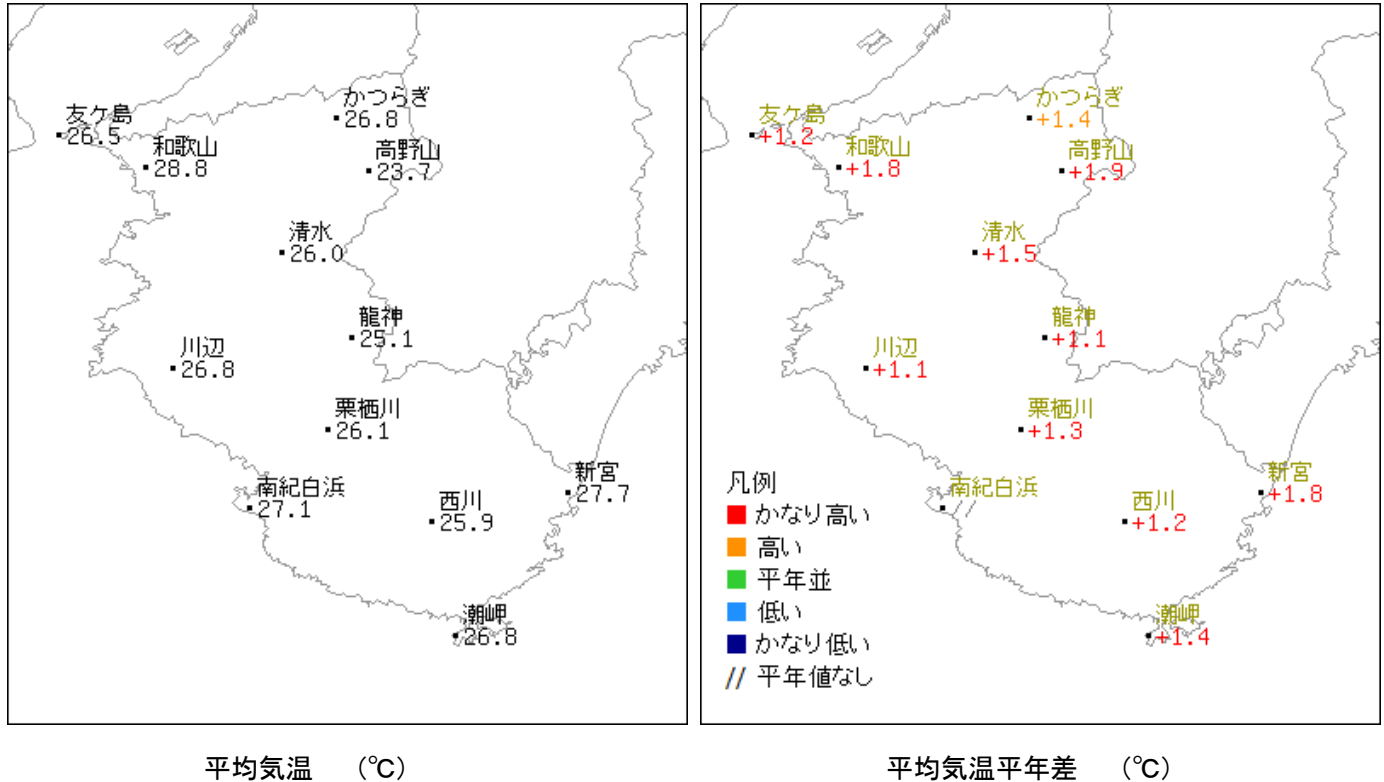 友ケ島
26.5
かつらぎ
26.8
和歌山
28.8
高野山
23.7
清水
26.0
龍神
25.1
川辺
26.8
栗栖川
26.1
南紀白浜
27.1
西川
25.9
新宮
27.7
潮岬
26.8
平均気温 (℃)
友ケ島
+1.2
かつらぎ
+1.4
和歌山
+1.8
高野山
+1.9
清水
+1.5
龍神
+1.1
川辺
+1.1
栗栖川
+1.3
南紀白浜
//
西川
+1.2
新宮
+1.8
潮岬
+1.4
凡例
かなり高い
高い
平年並
低い
かなり低い
// 平年値なし
平均気温平年差 (℃)